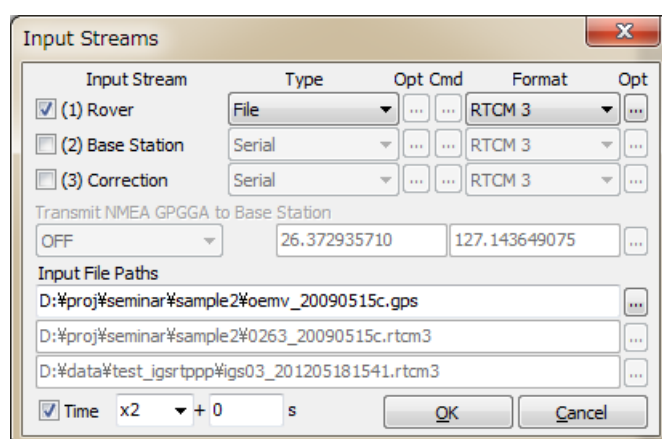 Input Streams
Input Stream Type Opt Cmd Format Opt
(1) Rover File ... ... RTCM 3 ...
(2) Base Station Serial ... ... RTCM 3 ...
(3) Correction Serial ... ... RTCM 3 ...
Transmit NMEA GPGGA to Base Station
OFF 26.372935710 127.143649075 ...
Input File Paths
D:¥proj¥seminar¥sample2¥oemv_20090515c.gps ...
D:¥proj¥seminar¥sample2¥0263_20090515c.rtcm3 ...
D:¥data¥test_igsrtppp¥igs03_201205181541.rtcm3 ...
Time x2 + 0 s OK Cancel